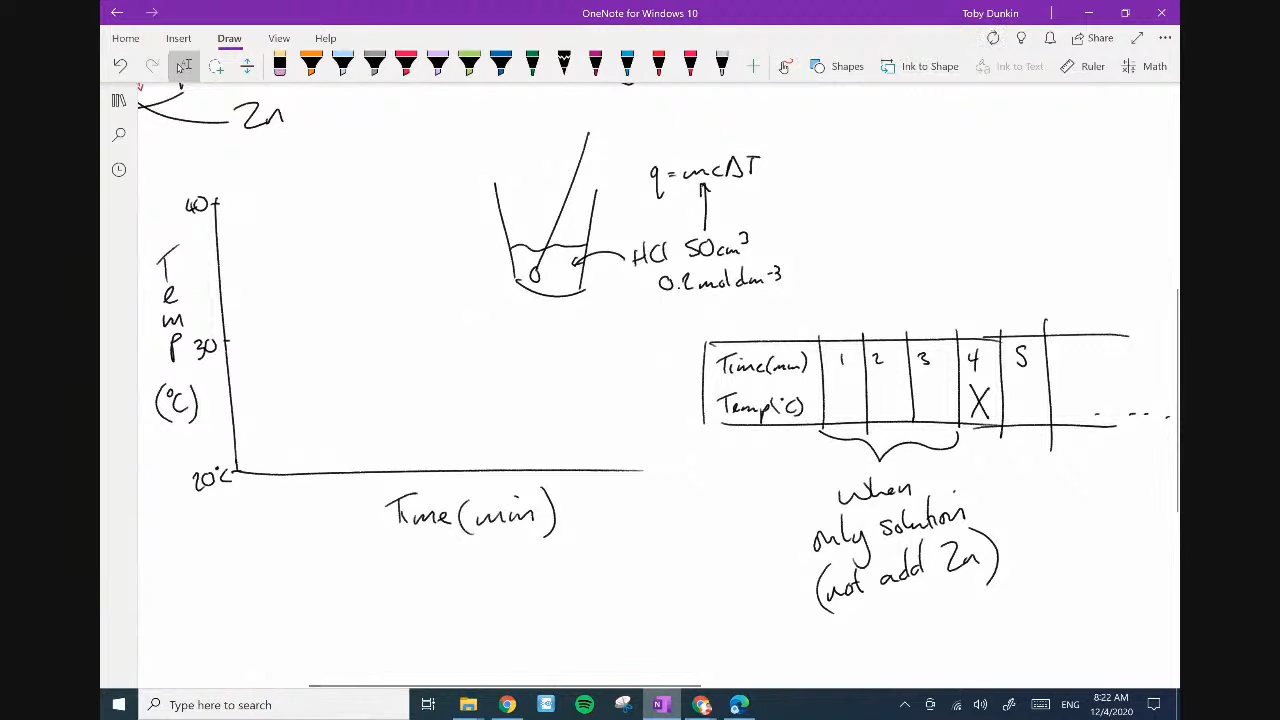 OneNote for Windows 10
Toby Dunkin
Home
Insert
Draw
View
Help
Share
Shapes
Ink to Shape
Ink to Text
Ruler
Math
Zn
q = mcΔT
HCl 50cm³
0.2moldm⁻³
40
Temp
30
(°C)
20°C
Time (min)
Time(min) 1 2 3 4 5
Temp(°C) X
. - - .
When
only solution
(not add Zn)
Type here to search
ENG
8:22 AM
12/4/2020